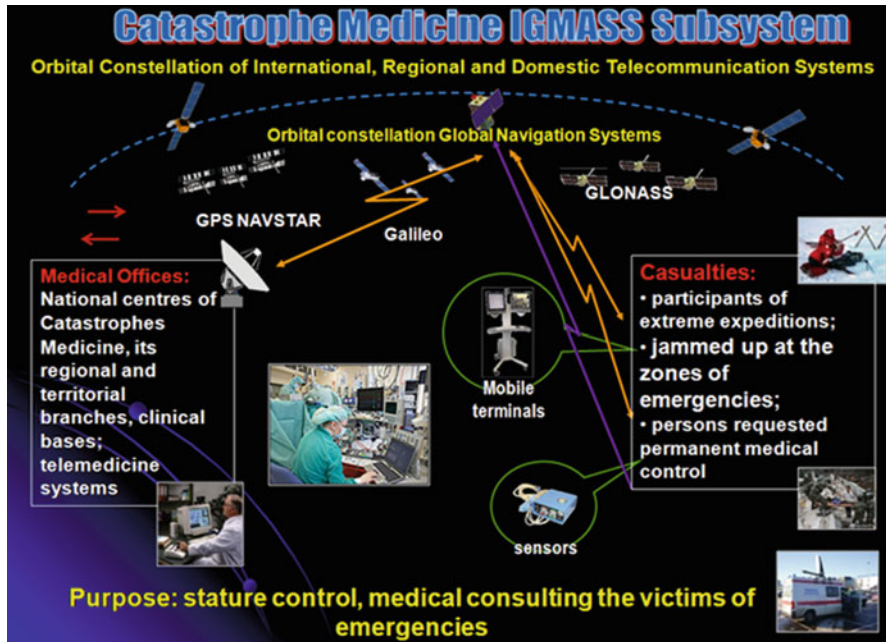 Catastrophe Medicine IGMASS Subsystem
Orbital Constellation of International, Regional and Domestic Telecommunication Systems
Orbital constellation Global Navigation Systems
GPS NAVSTAR
Galileo
GLONASS
Medical Offices:
National centres of
Catastrophes
Medicine, its
regional and
territorial
branches, clinical
bases;
telemedicine
systems
Mobile
terminals
sensors
Casualties:
• participants of
extreme expeditions;
• jammed up at the
zones of
emergencies;
• persons requested
permanent medical
control
Purpose: stature control, medical consulting the victims of
emergencies